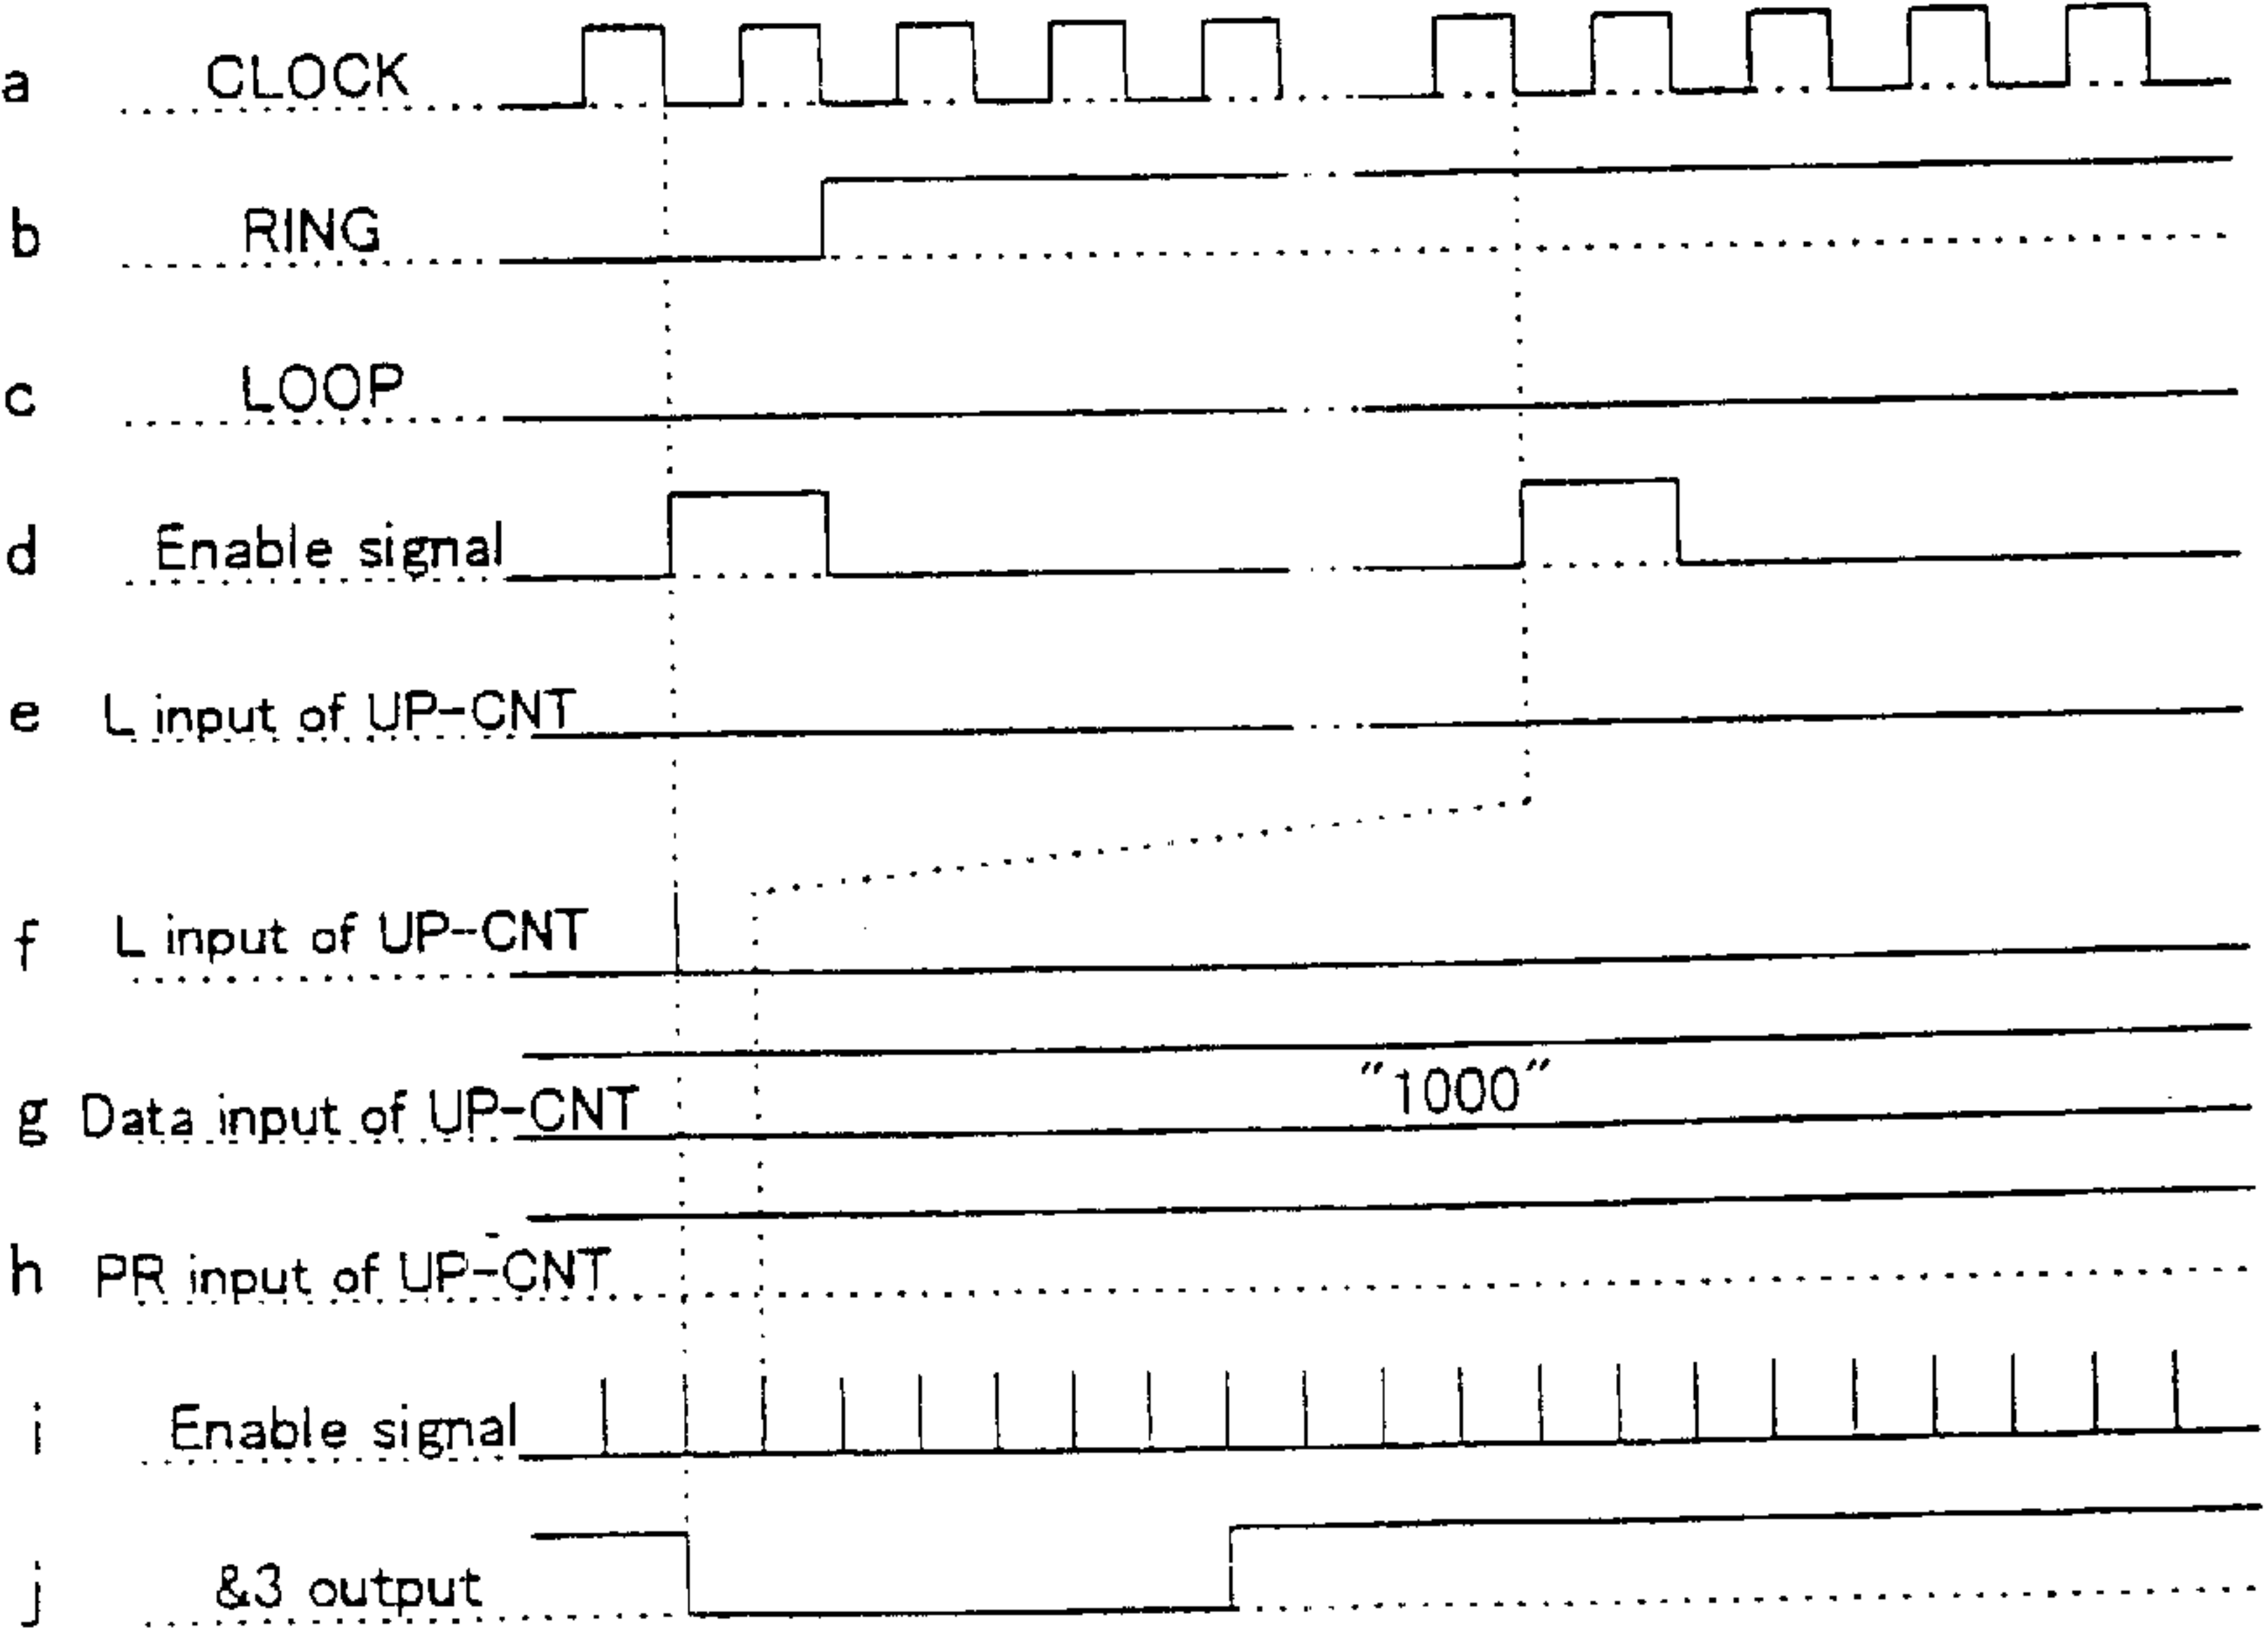 a CLOCK
b RING
c LOOP
d Enable signal
e L input of UP-CNT
f L input of UP-CNT
"1000"
g Data input of UP-CNT
h PR input of UP-CNT
i Enable signal
j &3 output